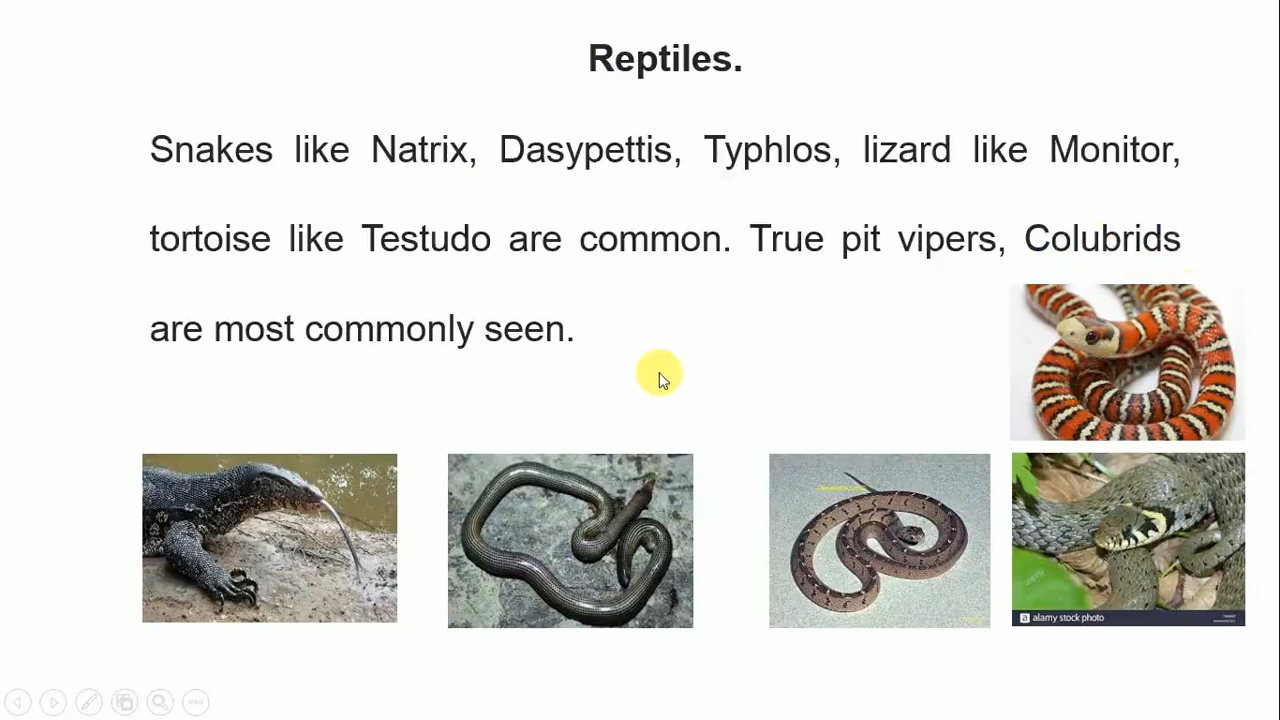 Reptiles.
Snakes like Natrix, Dasypettis, Typhlos, lizard like Monitor,
tortoise like Testudo are common. True pit vipers, Colubrids
are most commonly seen.
alamy
a alamy stock photo